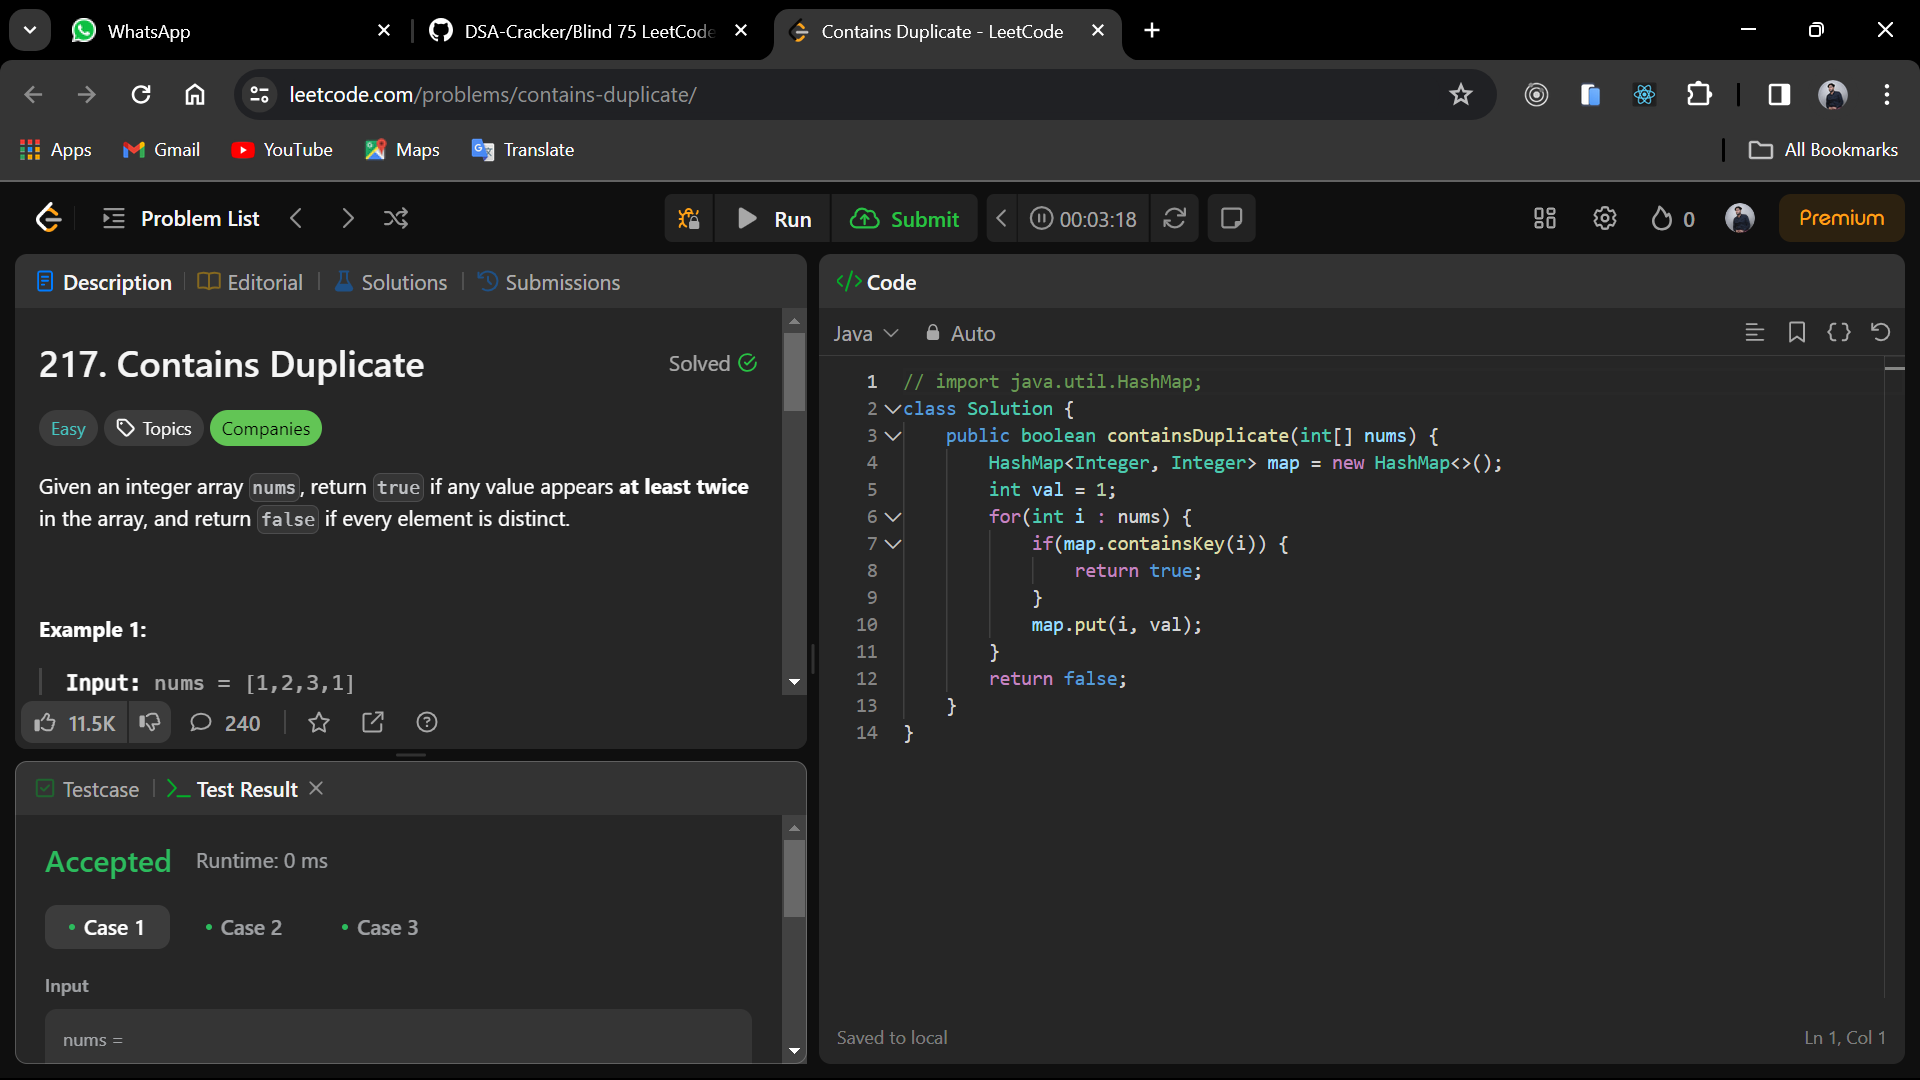 WhatsApp
DSA-Cracker/Blind 75 LeetCode
Contains Duplicate - LeetCode
leetcode.com/problems/contains-duplicate/
Apps
Gmail
YouTube
Maps
Translate
All Bookmarks
Problem List
Run
Submit
00:03:18
0
Premium
Description
Editorial
Solutions
Submissions
217. Contains Duplicate
Solved
Easy
Topics
Companies
Given an integer array nums, return true if any value appears at least twice
in the array, and return false if every element is distinct.
Example 1:
Input: nums = [1,2,3,1]
11.5K
240
Testcase
Test Result
Accepted
Runtime: 0 ms
Case 1
Case 2
Case 3
Input
nums =
</> Code
Java
Auto
1 // import java.util.HashMap;
2 class Solution {
3 public boolean containsDuplicate(int[] nums) {
4 HashMap<Integer, Integer> map = new HashMap<>();
5 int val = 1;
6 for(int i : nums) {
7 if(map.containsKey(i)) {
8 return true;
9 }
10 map.put(i, val);
11 }
12 return false;
13 }
14 }
Saved to local
Ln 1, Col 1